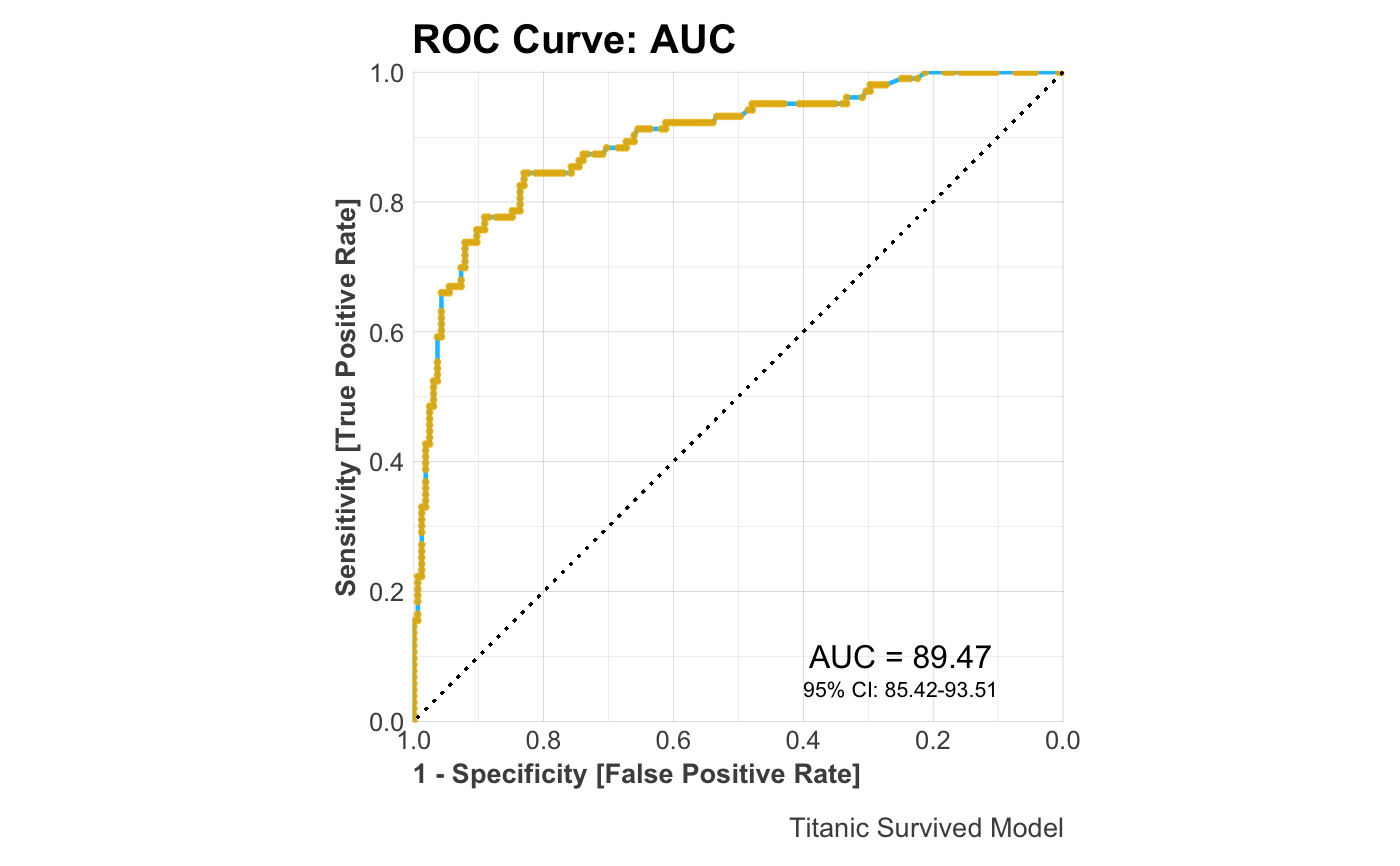 ROC Curve: AUC
1.0
0.8
0.6
0.4
0.2
0.0
Sensitivity [True Positive Rate]
AUC = 89.47
95% CI: 85.42-93.51
1.0 0.8 0.6 0.4 0.2 0.0
1 - Specificity [False Positive Rate]
Titanic Survived Model